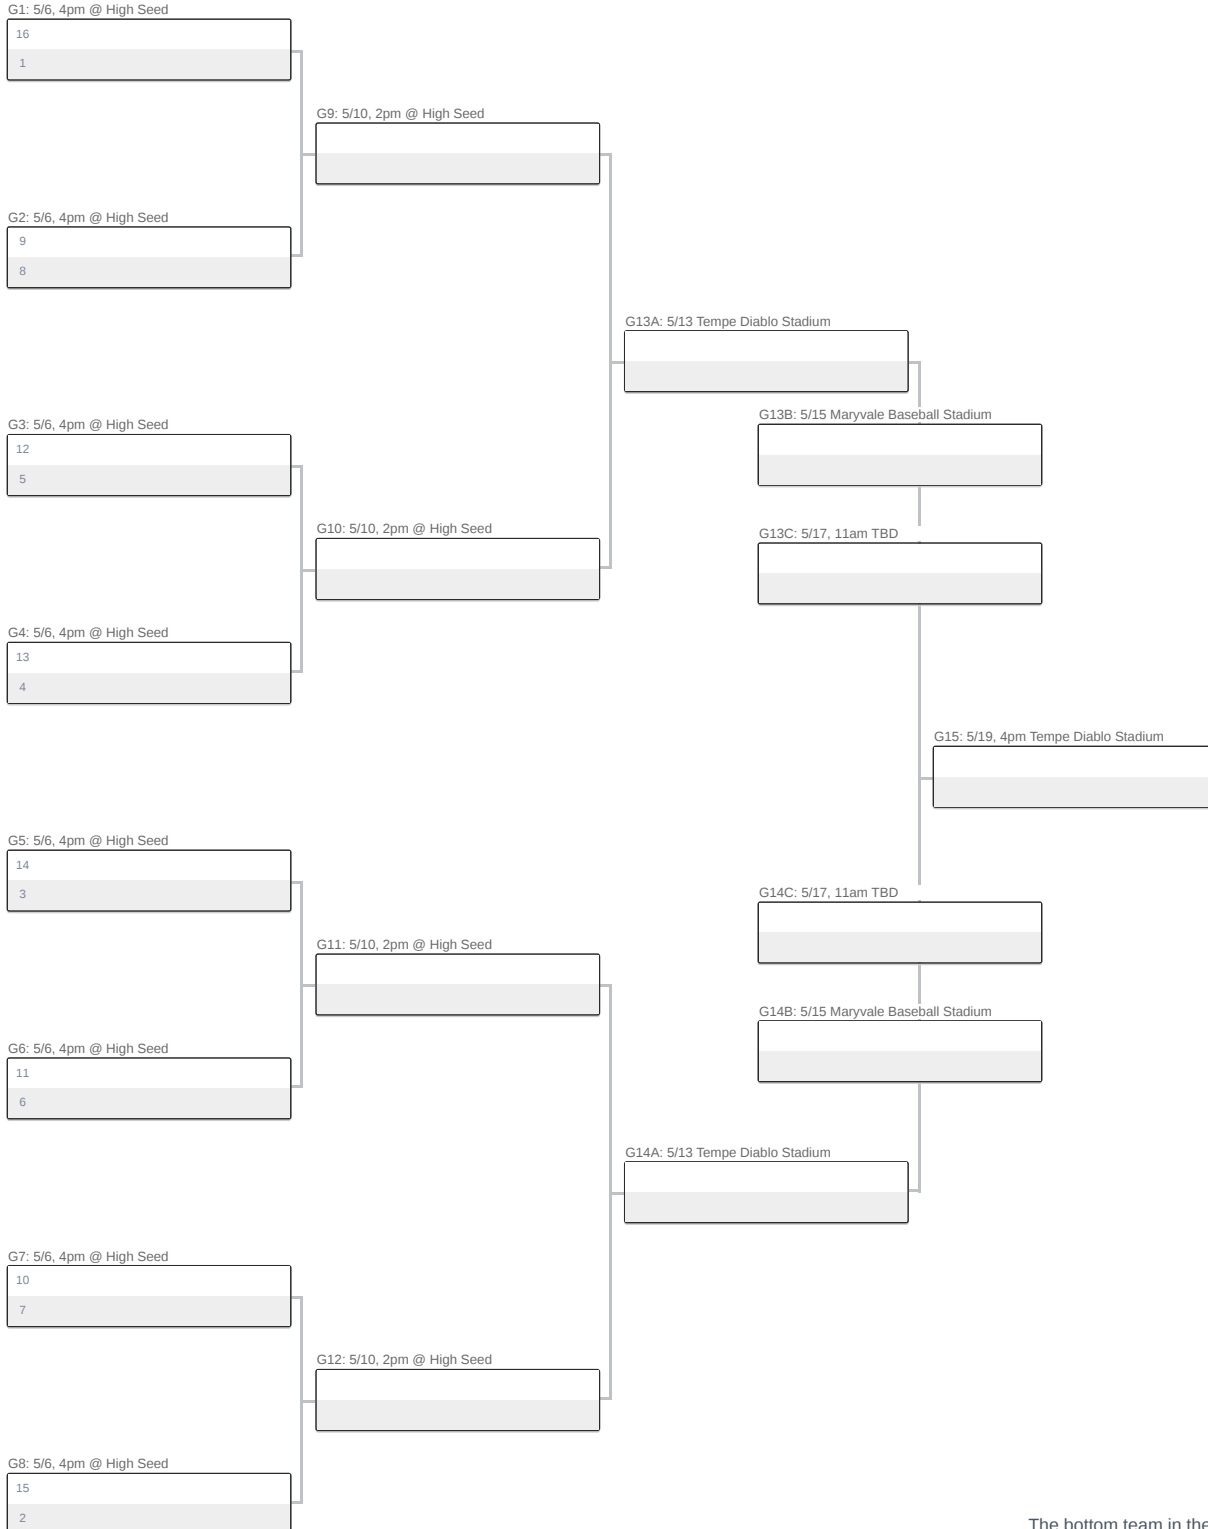 G1: 5/6, 4pm @ High Seed
16
1
G9: 5/10, 2pm @ High Seed
G2: 5/6, 4pm @ High Seed
9
8
G13A: 5/13 Tempe Diablo Stadium
G13B: 5/15 Maryvale Baseball Stadium
G3: 5/6, 4pm @ High Seed
12
5
G10: 5/10, 2pm @ High Seed
G13C: 5/17, 11am TBD
G4: 5/6, 4pm @ High Seed
13
4
G15: 5/19, 4pm Tempe Diablo Stadium
G5: 5/6, 4pm @ High Seed
14
3
G14C: 5/17, 11am TBD
G11: 5/10, 2pm @ High Seed
G14B: 5/15 Maryvale Baseball Stadium
G6: 5/6, 4pm @ High Seed
11
6
G14A: 5/13 Tempe Diablo Stadium
G7: 5/6, 4pm @ High Seed
10
7
G12: 5/10, 2pm @ High Seed
G8: 5/6, 4pm @ High Seed
15
2
The bottom team in the